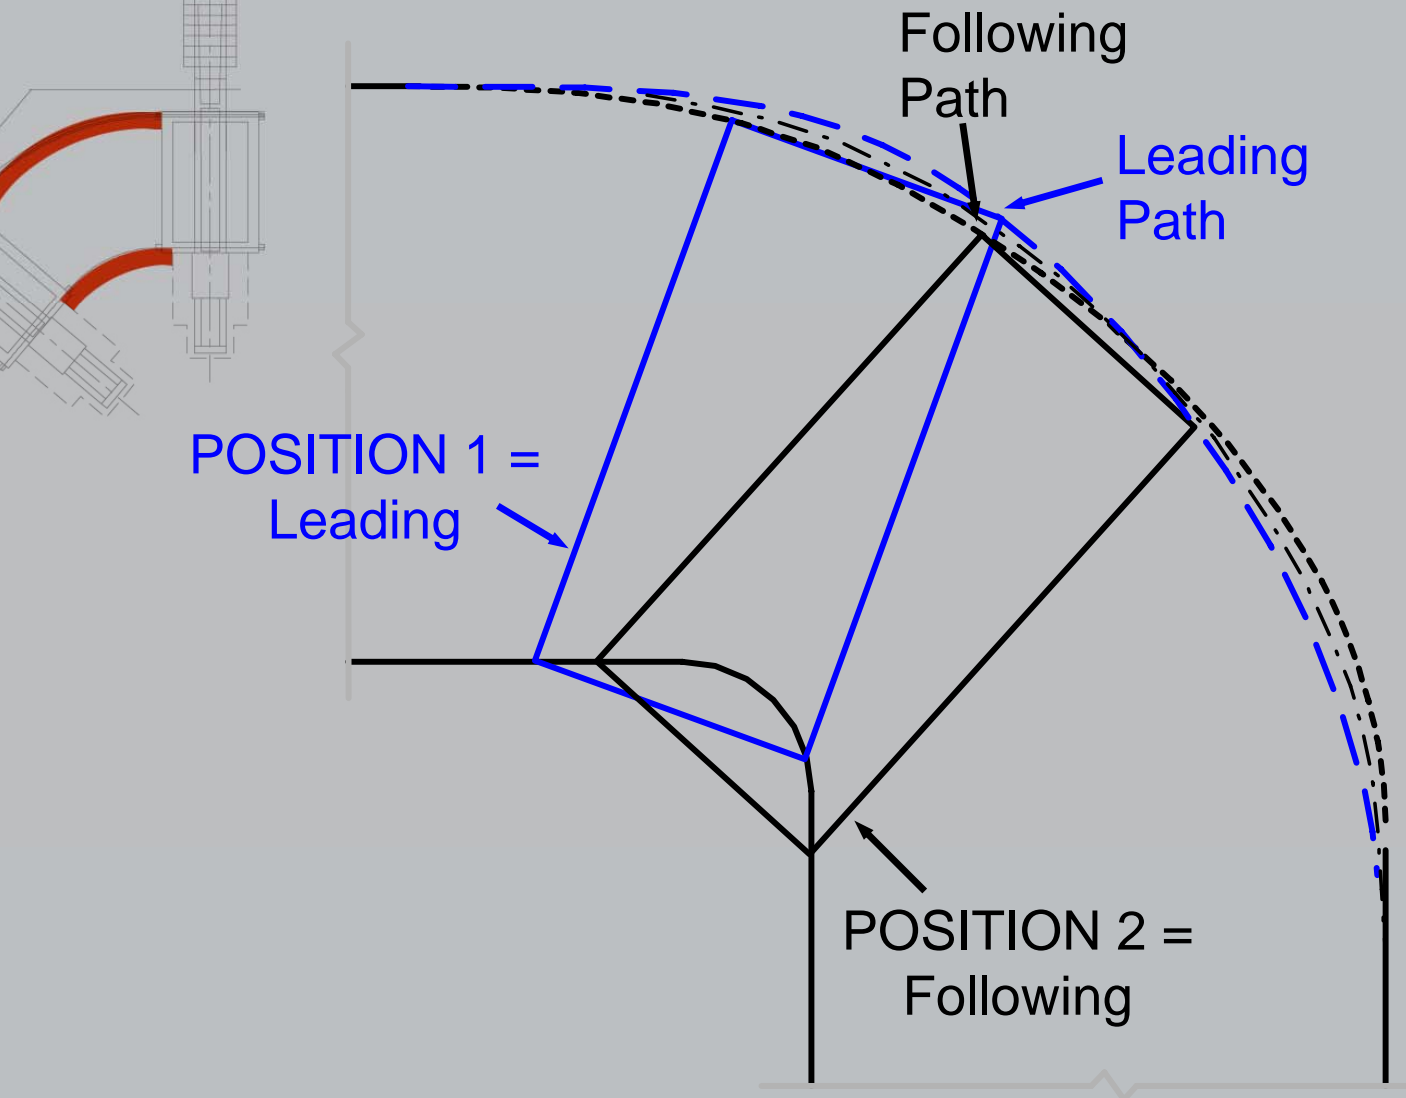 Following
Path
Leading
Path
POSITION 1 =
Leading
POSITION 2 =
Following